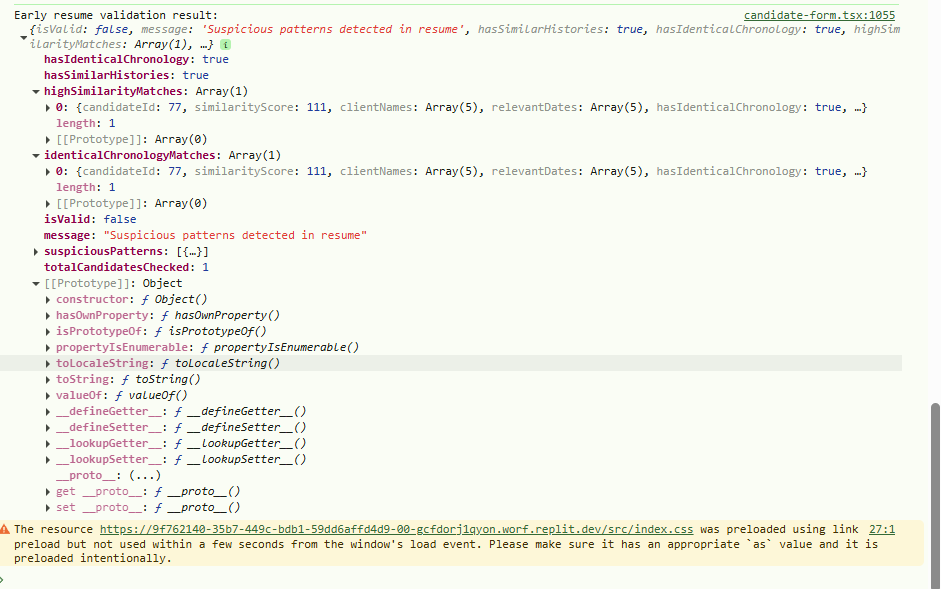 Early resume validation result: candidate-form.tsx:1055
{isValid: false, message: 'Suspicious patterns detected in resume', hasSimilarHistories: true, hasIdenticalChronology: true, highSim
ilarityMatches: Array(1), …} i
hasIdenticalChronology: true
hasSimilarHistories: true
highSimilarityMatches: Array(1)
0: {candidateId: 77, similarityScore: 111, clientNames: Array(5), relevantDates: Array(5), hasIdenticalChronology: true, …}
length: 1
[[Prototype]]: Array(0)
identicalChronologyMatches: Array(1)
0: {candidateId: 77, similarityScore: 111, clientNames: Array(5), relevantDates: Array(5), hasIdenticalChronology: true, …}
length: 1
[[Prototype]]: Array(0)
isValid: false
message: "Suspicious patterns detected in resume"
suspiciousPatterns: [{…}]
totalCandidatesChecked: 1
[[Prototype]]: Object
constructor: ƒ Object()
hasOwnProperty: ƒ hasOwnProperty()
isPrototypeOf: ƒ isPrototypeOf()
propertyIsEnumerable: ƒ propertyIsEnumerable()
toLocaleString: ƒ toLocaleString()
toString: ƒ toString()
valueOf: ƒ valueOf()
__defineGetter__: ƒ __defineGetter__()
__defineSetter__: ƒ __defineSetter__()
__lookupGetter__: ƒ __lookupGetter__()
__lookupSetter__: ƒ __lookupSetter__()
__proto__: (...)
get __proto__: ƒ __proto__()
set __proto__: ƒ __proto__()
The resource https://9f762140-35b7-449c-bdb1-59dd6affd4d9-00-gcfdorj1qyon.worf.replit.dev/src/index.css was preloaded using link 27:1
preload but not used within a few seconds from the window's load event. Please make sure it has an appropriate `as` value and it is
preloaded intentionally.